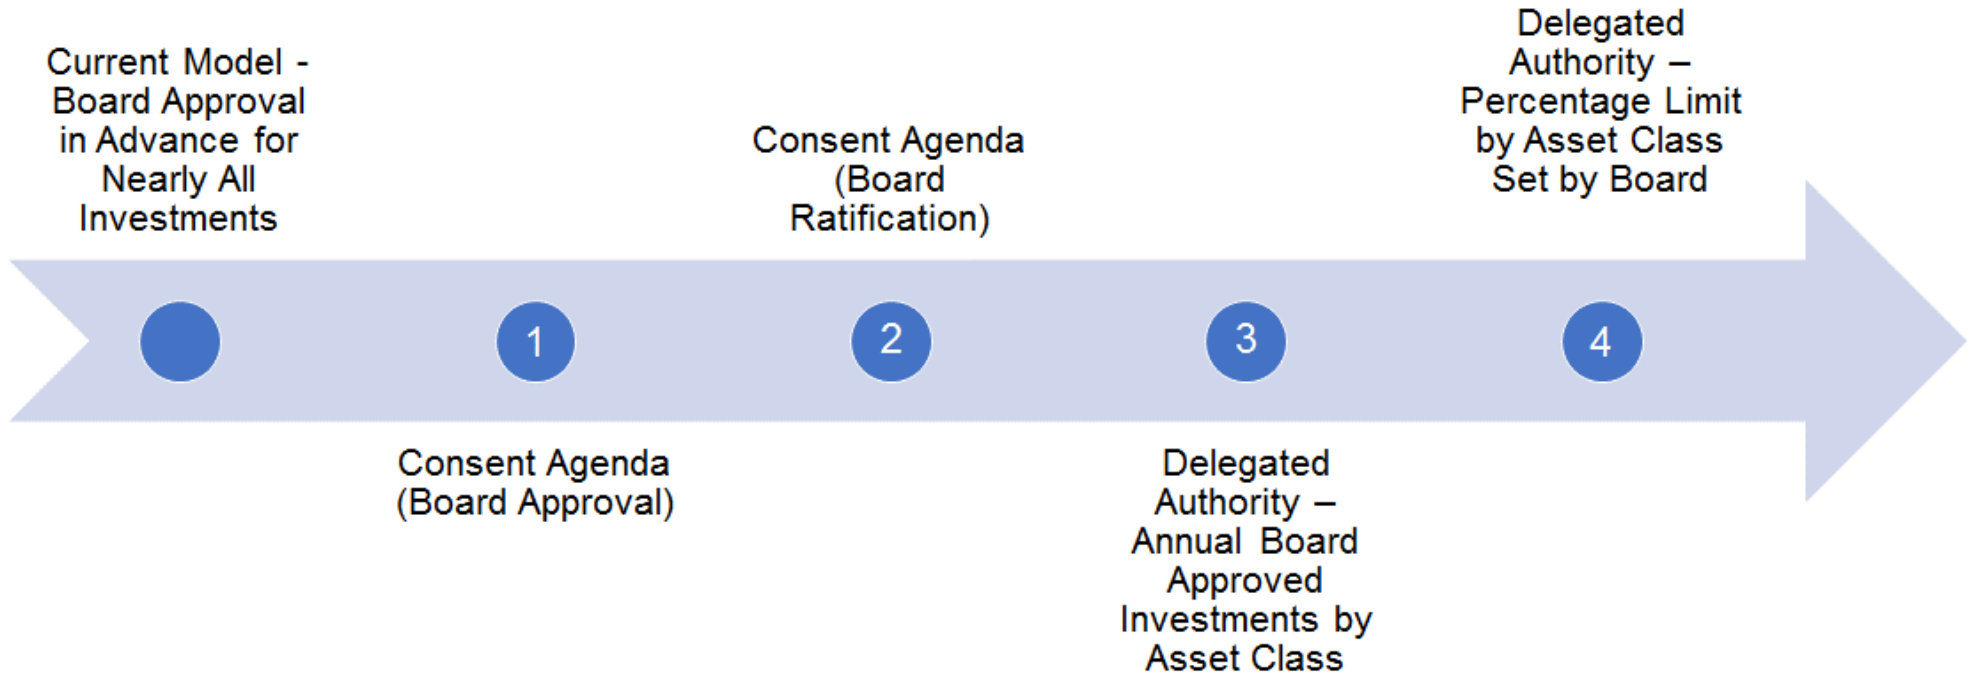 Current Model -
Board Approval
in Advance for
Nearly All
Investments
1
Consent Agenda
(Board Approval)
Consent Agenda
(Board
Ratification)
2
3
Delegated
Authority –
Annual Board
Approved
Investments by
Asset Class
Delegated
Authority –
Percentage Limit
by Asset Class
Set by Board
4